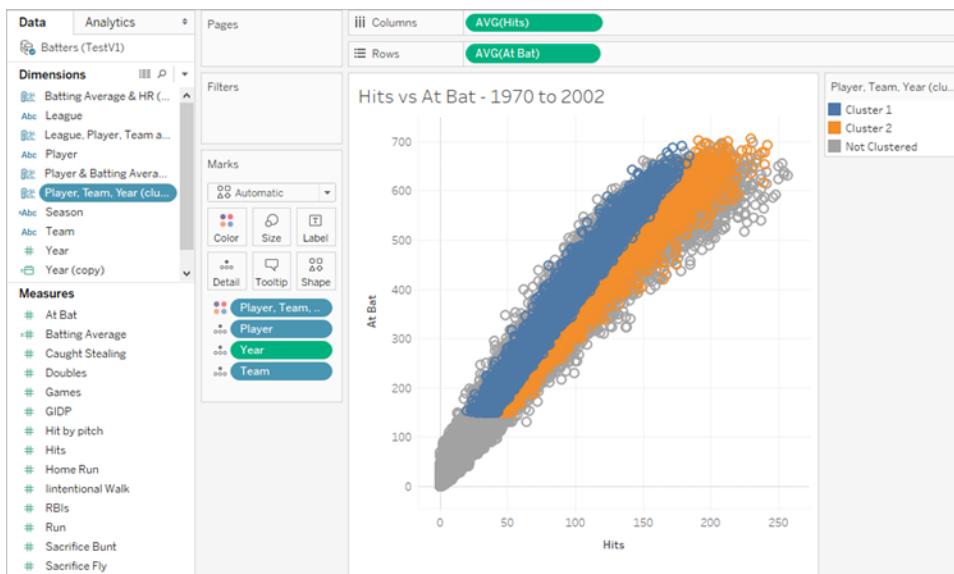 Data
Analytics
Batters (TestV1)
Dimensions
Batting Average & HR (...
Abc League
League, Player, Team a...
Abc Player
Player & Batting Avera...
Player, Team, Year (clu...
=Abc Season
Abc Team
# Year
Year (copy)
Measures
# At Bat
=# Batting Average
# Caught Stealing
# Doubles
# Games
# GIDP
# Hit by pitch
# Hits
# Home Run
# Iintentional Walk
# RBIs
# Run
# Sacrifice Bunt
# Sacrifice Fly
Pages
Filters
Marks
Automatic
Color
Size
T
Label
Detail
Tooltip
Shape
Player, Team, ..
Player
Year
Team
iii Columns
AVG(Hits)
Rows
AVG(At Bat)
Hits vs At Bat - 1970 to 2002
At Bat
700
600
500
400
300
200
100
0
0
50
100
150
200
250
Hits
Player, Team, Year (clu...
Cluster 1
Cluster 2
Not Clustered